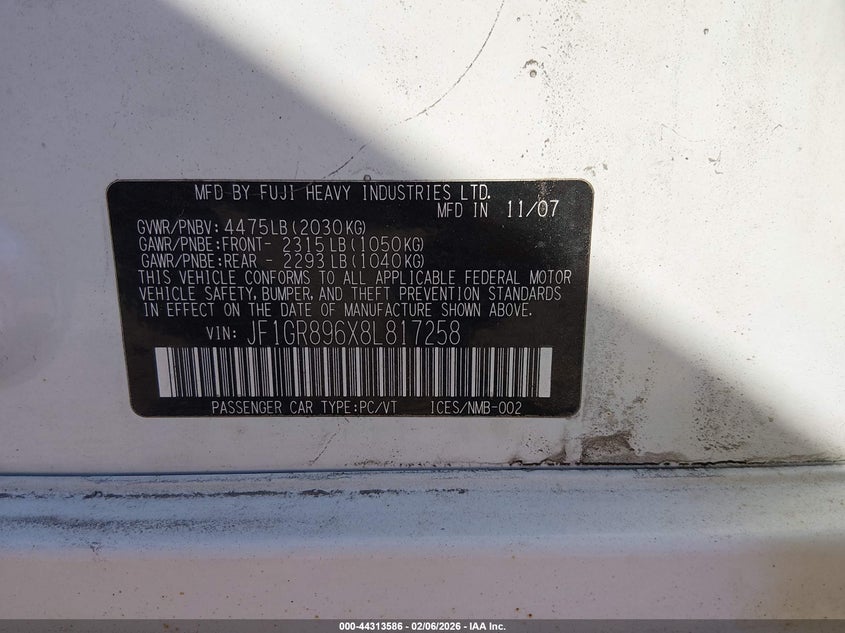 MFD BY FUJI HEAVY INDUSTRIES LTD.
MFD IN 11/07
GVWR/PNBV: 4475LB(2030KG)
GAWR/PNBE:FRONT- 2315LB(1050KG)
GAWR/PNBE:REAR - 2293LB(1040KG)
THIS VEHICLE CONFORMS TO ALL APPLICABLE FEDERAL MOTOR
VEHICLE SAFETY, BUMPER, AND THEFT PREVENTION STANDARDS
IN EFFECT ON THE DATE OF MANUFACTURE SHOWN ABOVE.
VIN: JF1GR896X8L817258
PASSENGER CAR TYPE:PC/VT ICES/NMB-002
000-44313586 - 02/06/2026 - IAA Inc.